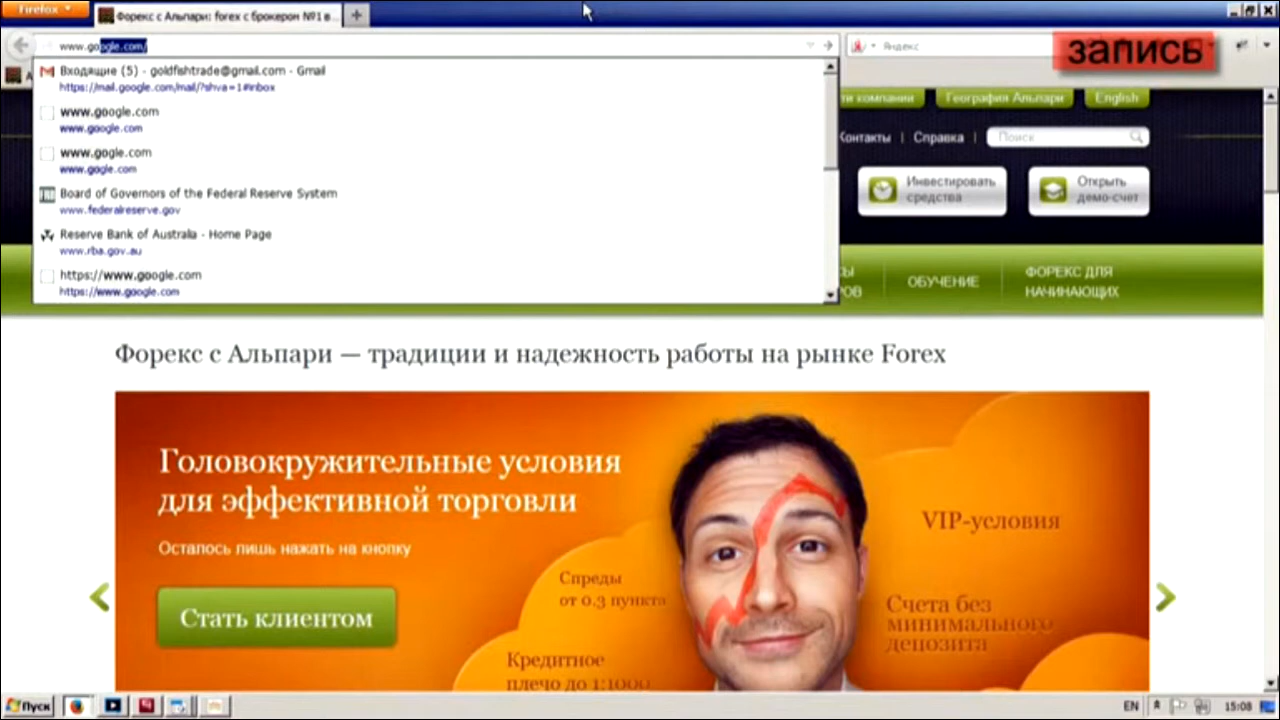 Firefox
Форекс с Альпари: forex с брокером №1 в...
www.google.com/
Яндекс
запись
Входящие (5) - goldfishtrade@gmail.com - Gmail
https://mail.google.com/mail/?shva=1#inbox
www.google.com
www.google.com
www.gogle.com
www.gogle.com
Board of Governors of the Federal Reserve System
www.federalreserve.gov
Reserve Bank of Australia - Home Page
www.rba.gov.au
https://www.google.com
https://www.google.com
ти компании
География Альпари
English
Контакты | Справка |
Поиск
Инвестировать
средства
Открыть
демо-счет
ОБУЧЕНИЕ
ФОРЕКС ДЛЯ
НАЧИНАЮЩИХ
Форекс с Альпари — традиции и надежность работы на рынке Forex
Головокружительные условия
для эффективной торговли
Осталось лишь нажать на кнопку
Стать клиентом
Спреды
от 0.3 пункта
Кредитное
плечо до 1:1000
VIP-условия
Счета без
минимального
депозита
Пуск
EN
15:08